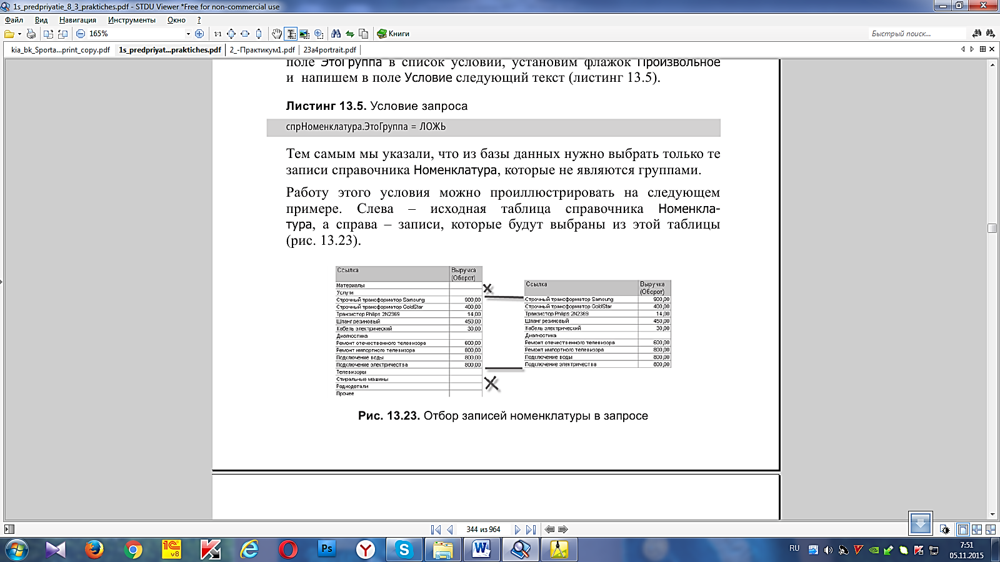 1s_predpriyatie_8_3_praktiches.pdf - STDU Viewer *Free for non-commercial use
Файл Вид Навигация Инструменты Окно ?
165% 1:1 Книги Быстрый поиск...
kia_bk_Sporta...print_copy.pdf 1s_predpriyat...praktiches.pdf 2_-Практикум1.pdf 23a4portrait.pdf
поле ЭтоГруппа в список условий, установим флажок Произвольное
и напишем в поле Условие следующий текст (листинг 13.5).
Листинг 13.5. Условие запроса
спрНоменклатура.ЭтоГруппа = ЛОЖЬ
Тем самым мы указали, что из базы данных нужно выбрать только те
записи справочника Номенклатура, которые не являются группами.
Работу этого условия можно проиллюстрировать на следующем
примере. Слева – исходная таблица справочника Номенкла-
тура, а справа – записи, которые будут выбраны из этой таблицы
(рис. 13.23).
Ссылка Выручка (Оборот)
Материалы
Услуги
Строчный трансформатор Samsung 900,00
Строчный трансформатор GoldStar 400,00
Транзистор Philips 2N2369 14,00
Шланг резиновый 450,00
Кабель электрический 30,00
Диагностика
Ремонт отечественного телевизора 600,00
Ремонт импортного телевизора 800,00
Подключение воды 800,00
Подключение электричества 800,00
Телевизоры
Стиральные машины
Радиодетали
Прочее
Ссылка Выручка (Оборот)
Строчный трансформатор Samsung 900,00
Строчный трансформатор GoldStar 400,00
Транзистор Philips 2N2369 14,00
Шланг резиновый 450,00
Кабель электрический 30,00
Диагностика
Ремонт отечественного телевизора 600,00
Ремонт импортного телевизора 800,00
Подключение воды 800,00
Подключение электричества 800,00
Рис. 13.23. Отбор записей номенклатуры в запросе
344 из 964
1С v8 Ps RU 7:51
05.11.2015